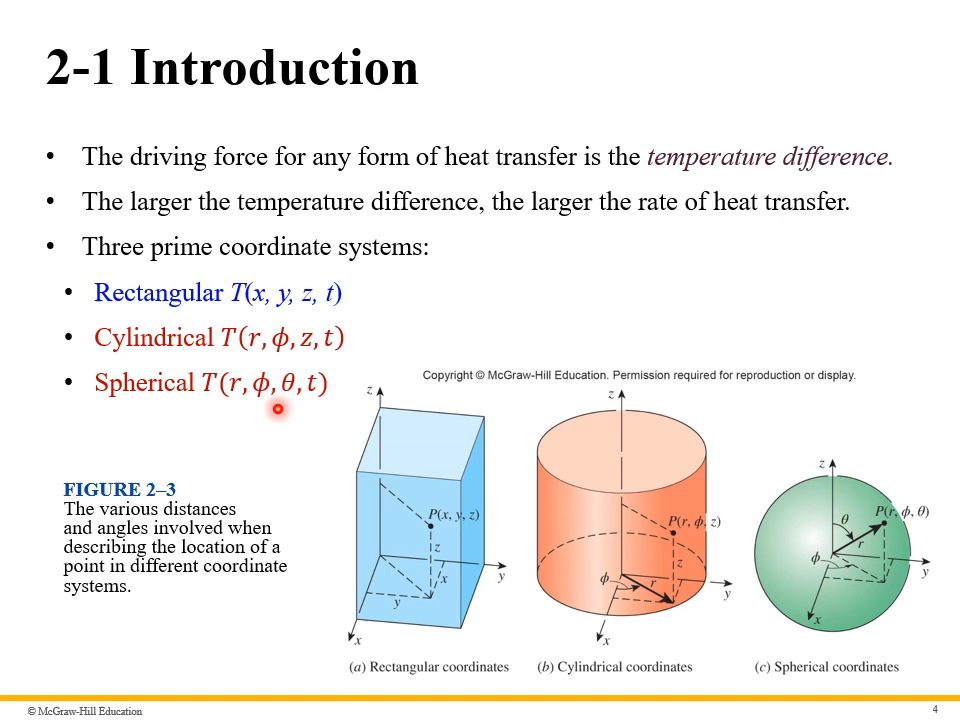 2-1 Introduction
• The driving force for any form of heat transfer is the temperature difference.
• The larger the temperature difference, the larger the rate of heat transfer.
• Three prime coordinate systems:
• Rectangular T(x, y, z, t)
• Cylindrical T(r, ϕ, z, t)
• Spherical T(r, ϕ, θ, t)
Copyright © McGraw-Hill Education. Permission required for reproduction or display.
FIGURE 2–3
The various distances
and angles involved when
describing the location of a
point in different coordinate
systems.
z
P(x, y, z)
z
x
y
y
x
(a) Rectangular coordinates
z
P(r, ϕ, z)
z
ϕ
r
y
x
(b) Cylindrical coordinates
z
P(r, ϕ, θ)
θ
r
ϕ
y
x
(c) Spherical coordinates
© McGraw-Hill Education
4